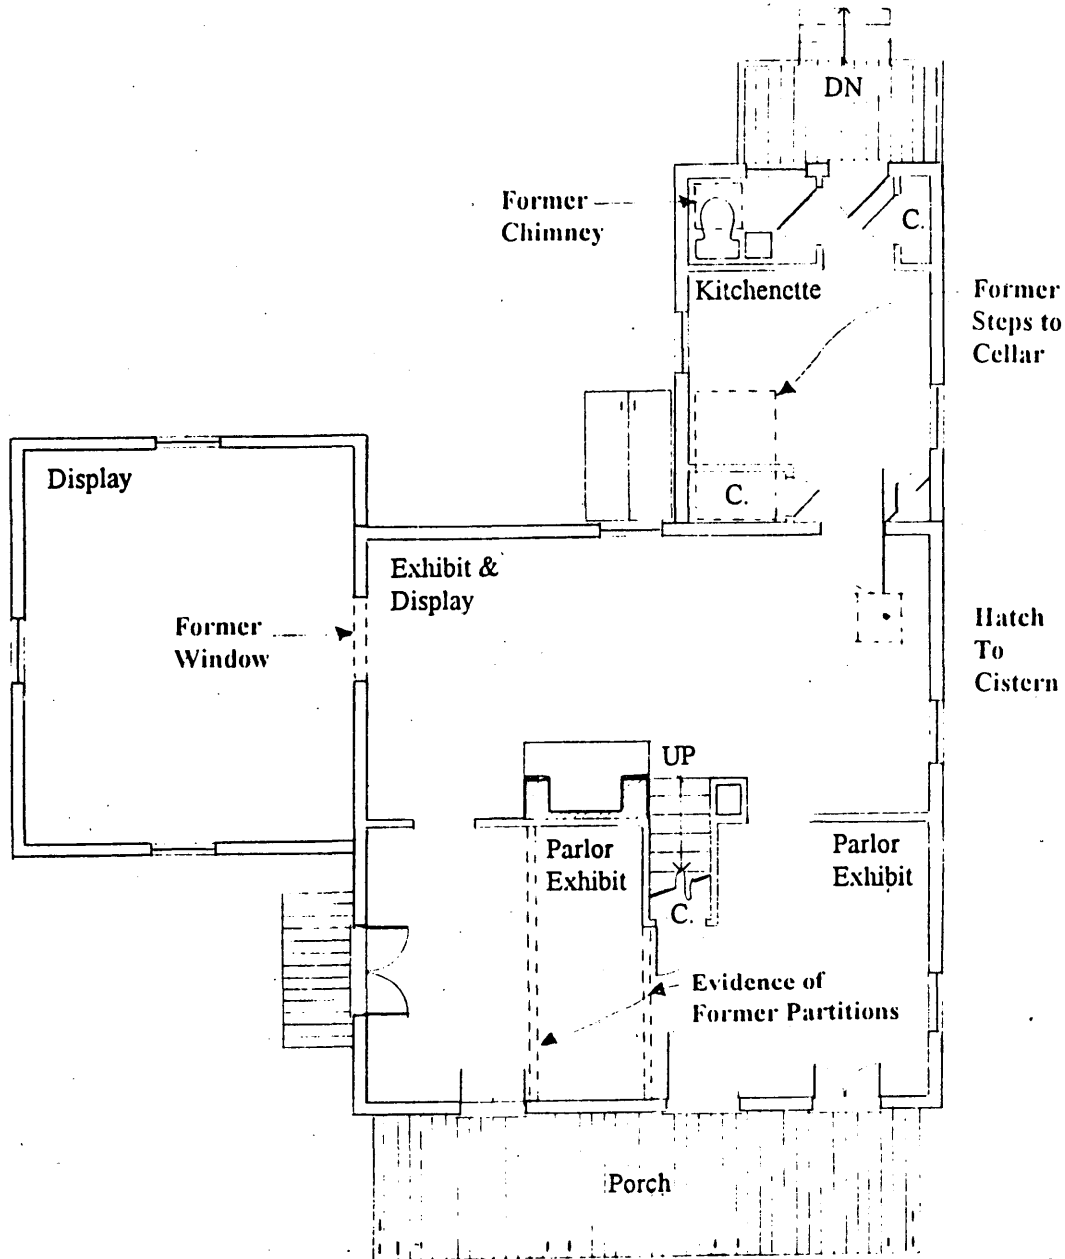 DN
Former
Chimney
C.
Kitchenette
Former
Steps to
Cellar
Display
C.
Exhibit &
Display
Former
Window
Hatch
To
Cistern
UP
Parlor
Exhibit
Parlor
Exhibit
C.
Evidence of
Former Partitions
Porch